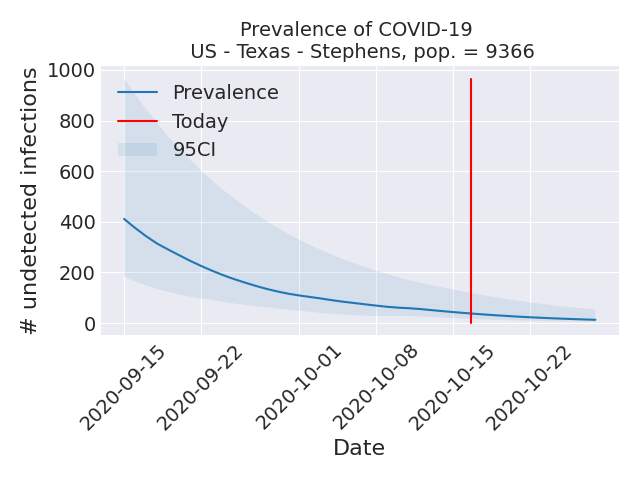 Prevalence of COVID-19
US - Texas - Stephens, pop. = 9366
# undetected infections
1000
800
600
400
200
0
Prevalence
Today
95CI
2020-09-15
2020-09-22
2020-10-01
2020-10-08
2020-10-15
2020-10-22
Date